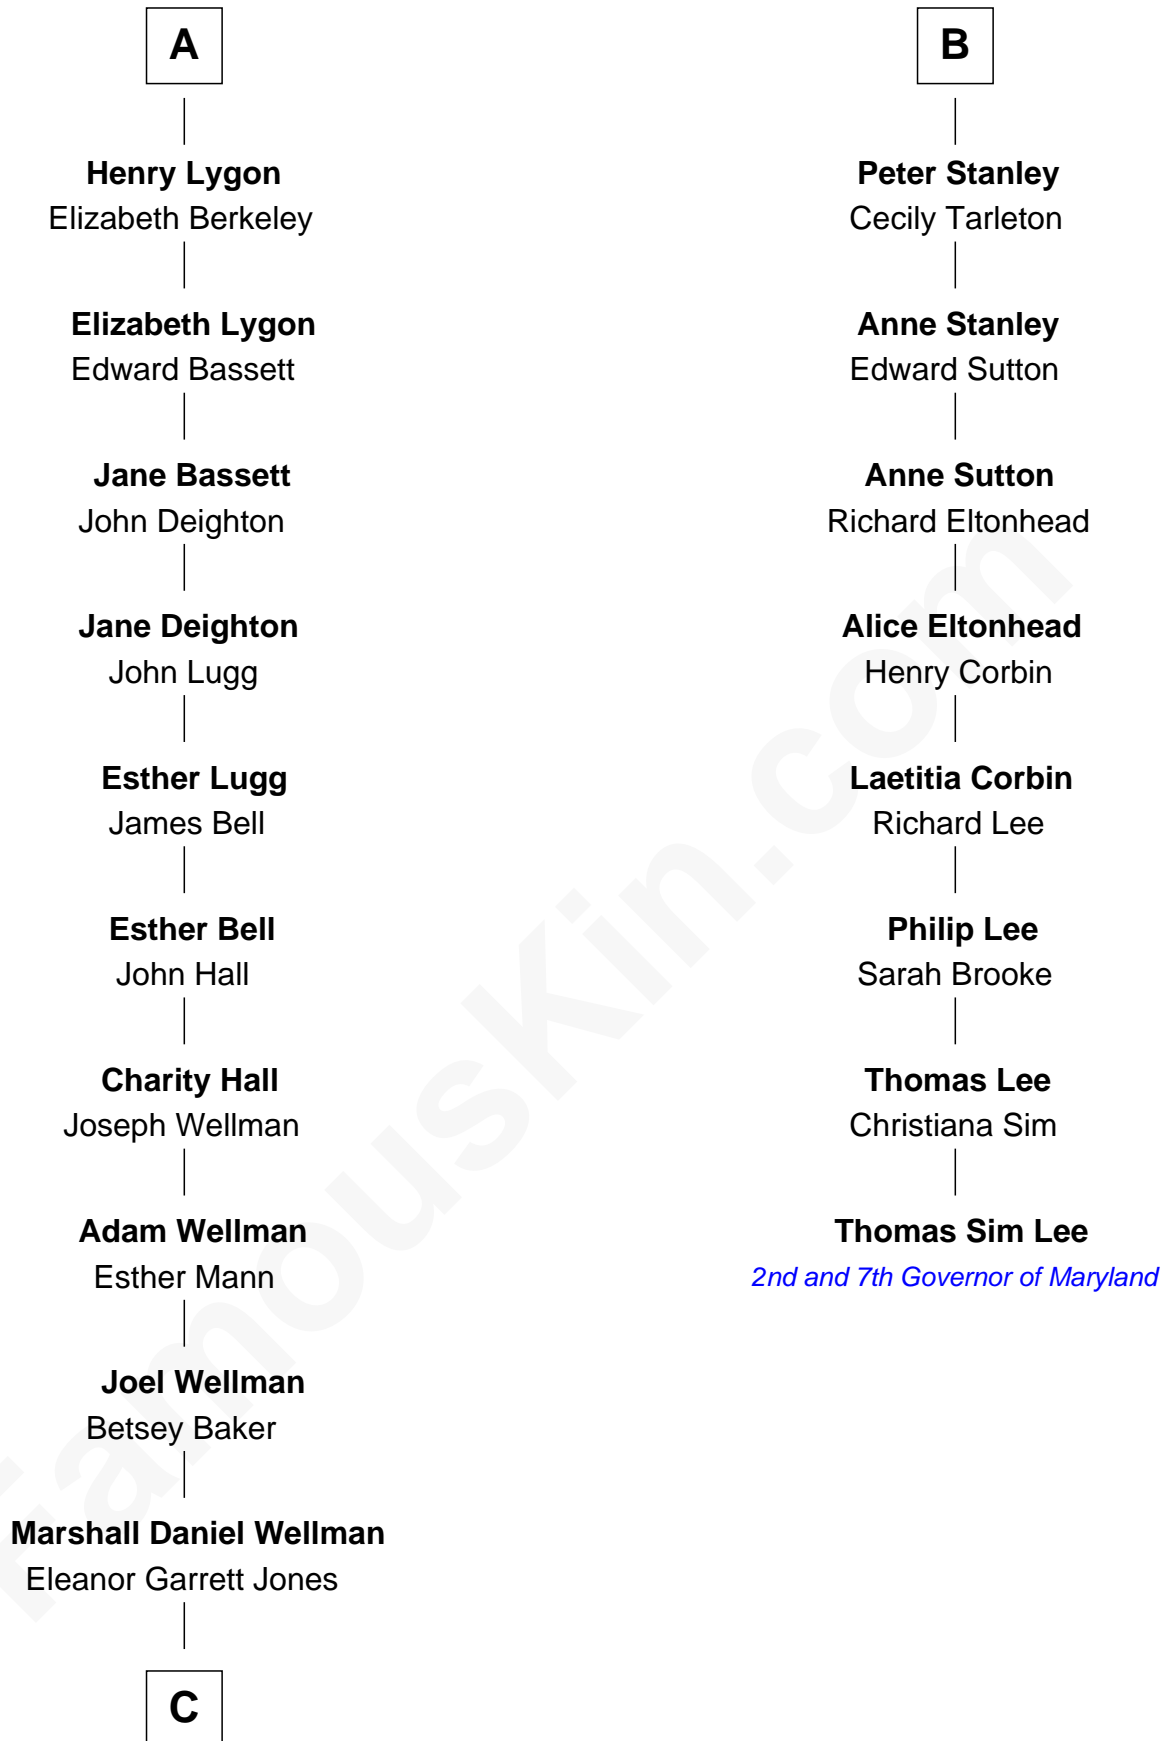 A
Henry Lygon
Elizabeth Berkeley
Elizabeth Lygon
Edward Bassett
Jane Bassett
John Deighton
Jane Deighton
John Lugg
Esther Lugg
James Bell
Esther Bell
John Hall
Charity Hall
Joseph Wellman
Adam Wellman
Esther Mann
Joel Wellman
Betsey Baker
Marshall Daniel Wellman
Eleanor Garrett Jones
C
B
Peter Stanley
Cecily Tarleton
Anne Stanley
Edward Sutton
Anne Sutton
Richard Eltonhead
Alice Eltonhead
Henry Corbin
Laetitia Corbin
Richard Lee
Philip Lee
Sarah Brooke
Thomas Lee
Christiana Sim
Thomas Sim Lee
2nd and 7th Governor of Maryland
FamousKin.com